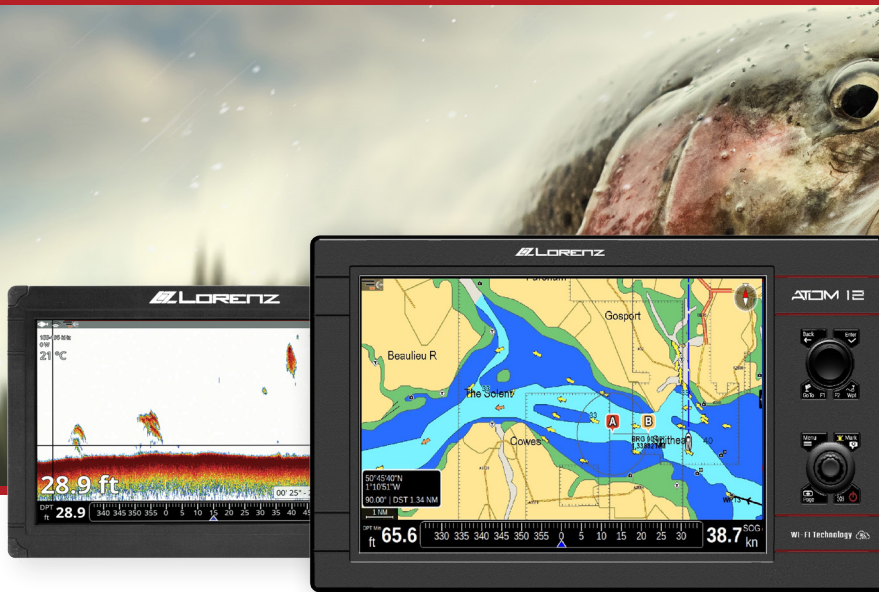 LORENZ
LORENZ
ATOM 12
Gosport
Beaulieu R
The Solent
33
A
B
Cowes
40
Back
Enter
GoTo F1 F2 Wpt
Menu
Mark
Page
21 °C
28.9 ft
00' 25"
DPT
ft 28.9
340 345 350 355 0 5 10 15 20 25 30 35 40
50°45'40"N
1°10'51"W
90.00° | DST 1.34 NM
1 NM
ft 65.6
330 335 340 345 350 355 0 5 10 15 20 25 30
38.7 SOG
kn
Wi-Fi Technology